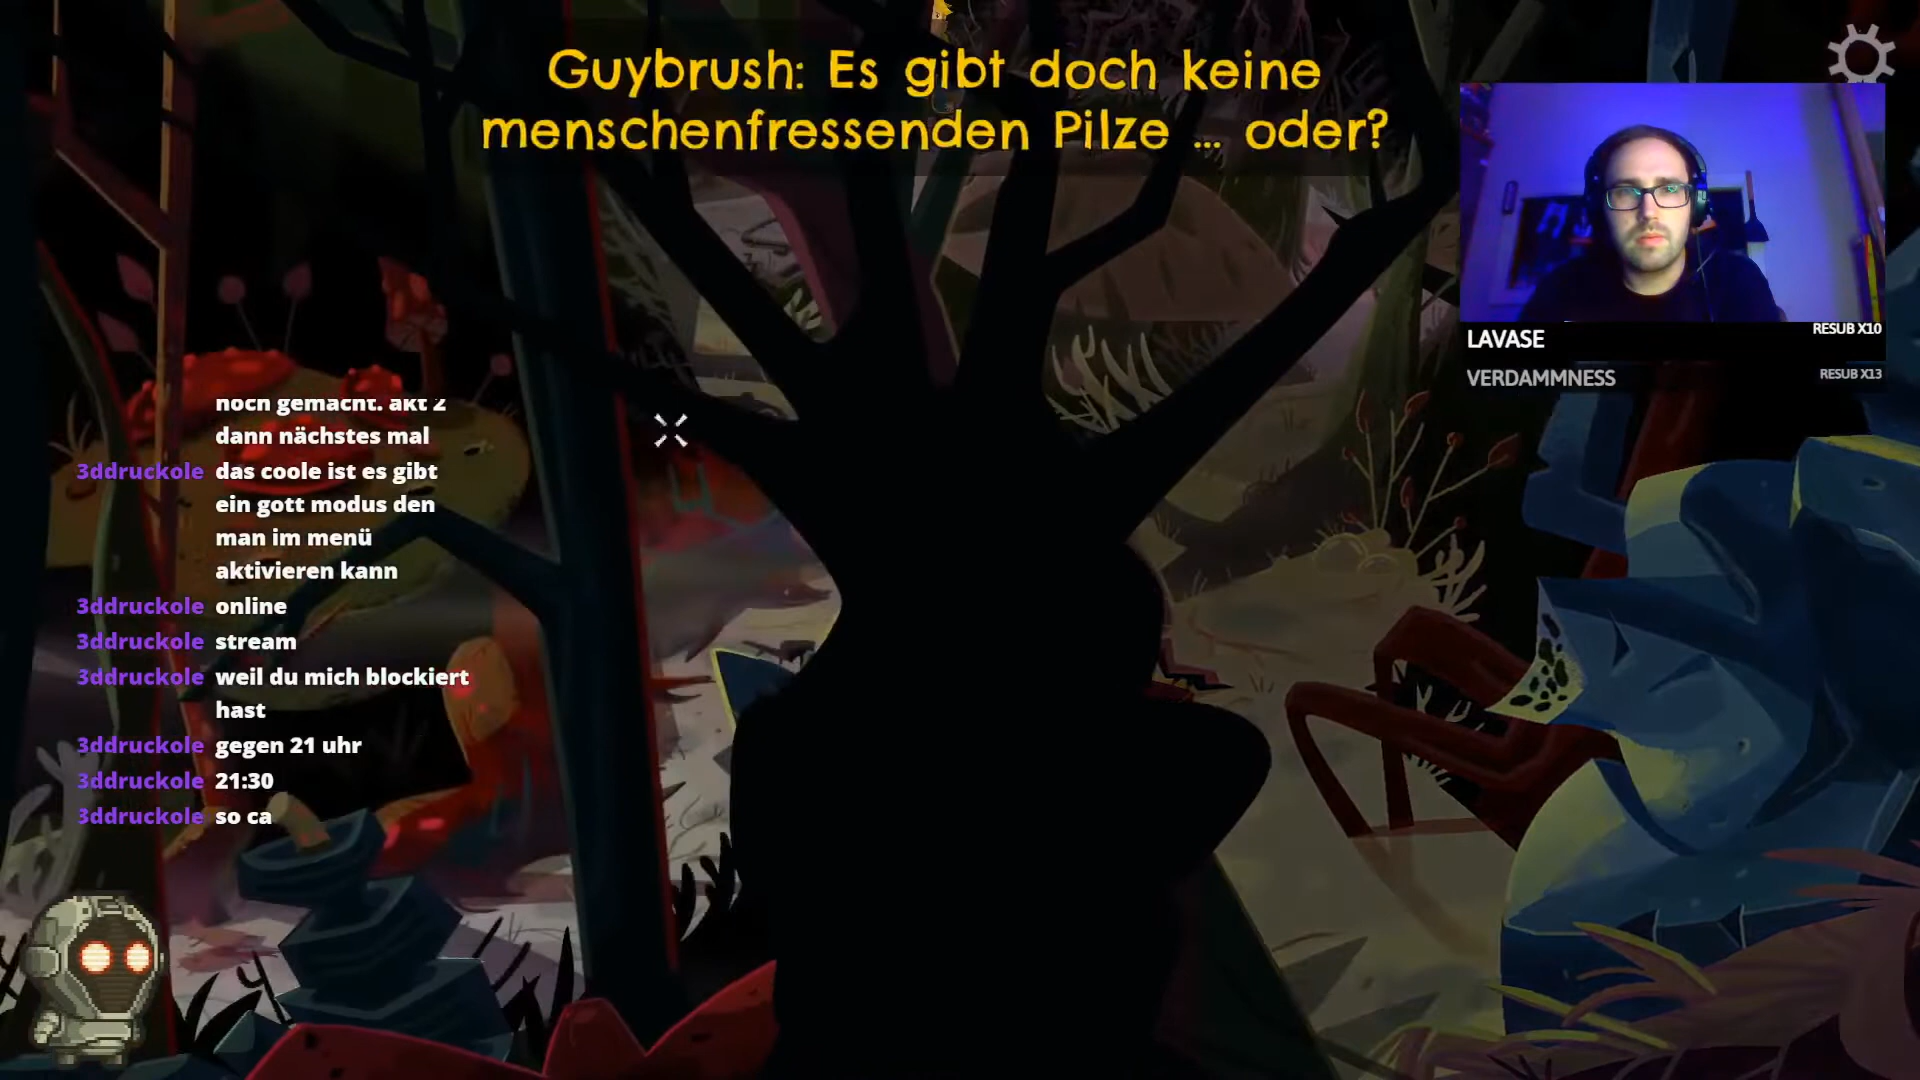 Guybrush: Es gibt doch keine
menschenfressenden Pilze ... oder?
LAVASE RESUB X10
VERDAMMNESS RESUB X13
noch gemacht. akt 2
dann nächstes mal
3ddruckole das coole ist es gibt
ein gott modus den
man im menü
aktivieren kann
3ddruckole online
3ddruckole stream
3ddruckole weil du mich blockiert
hast
3ddruckole gegen 21 uhr
3ddruckole 21:30
3ddruckole so ca